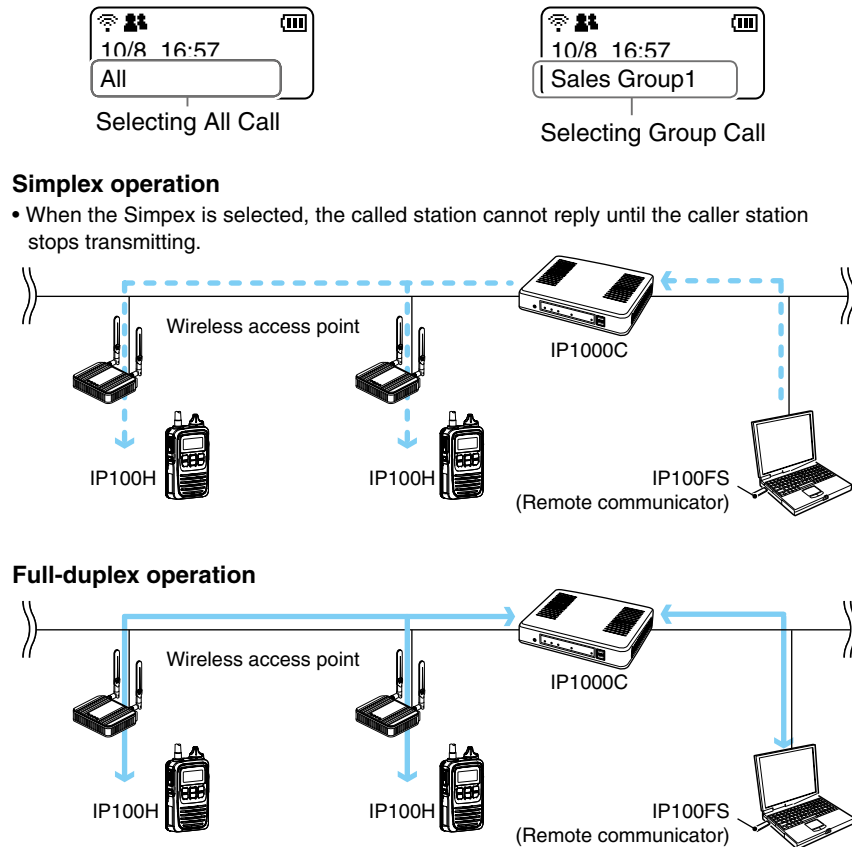 10/8 16:57
All
Selecting All Call
10/8 16:57
Sales Group1
Selecting Group Call
Simplex operation
• When the Simpex is selected, the called station cannot reply until the caller station
stops transmitting.
Wireless access point
IP1000C
IP100H
IP100H
IP100FS
(Remote communicator)
Full-duplex operation
Wireless access point
IP1000C
IP100H
IP100H
IP100FS
(Remote communicator)